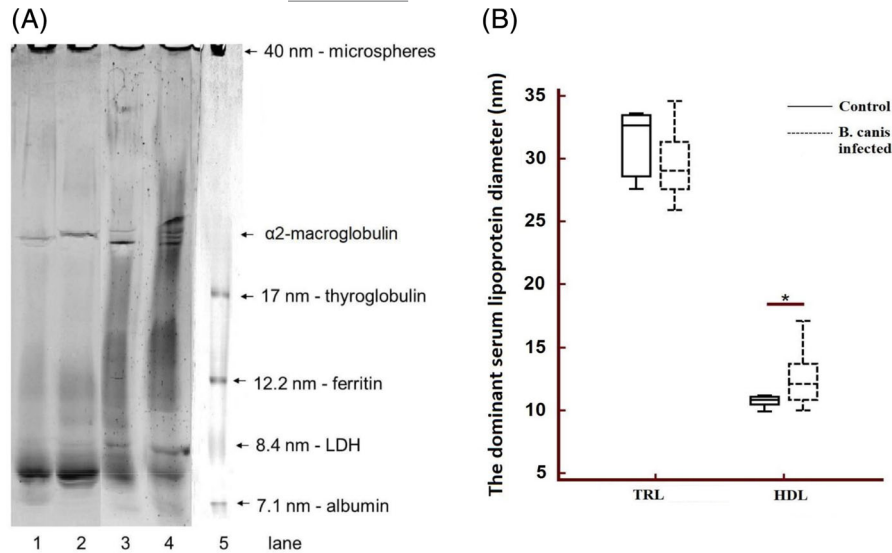 (A)
40 nm - microspheres
α2-macroglobulin
17 nm - thyroglobulin
12.2 nm - ferritin
8.4 nm - LDH
7.1 nm - albumin
1 2 3 4 5 lane
(B)
The dominant serum lipoprotein diameter (nm)
35
30
25
20
15
10
5
Control
B. canis
infected
*
TRL HDL